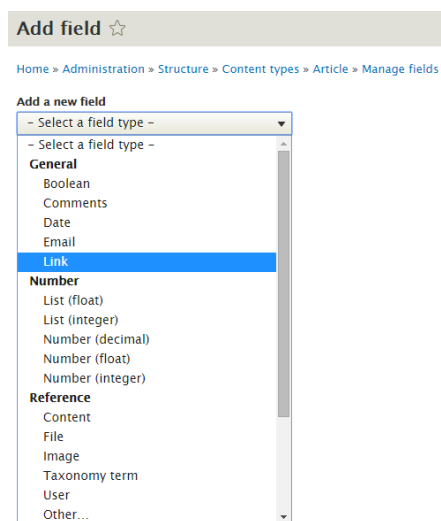 Add field
Home » Administration » Structure » Content types » Article » Manage fields
Add a new field
– Select a field type –
– Select a field type –
General
Boolean
Comments
Date
Email
Link
Number
List (float)
List (integer)
Number (decimal)
Number (float)
Number (integer)
Reference
Content
File
Image
Taxonomy term
User
Other...